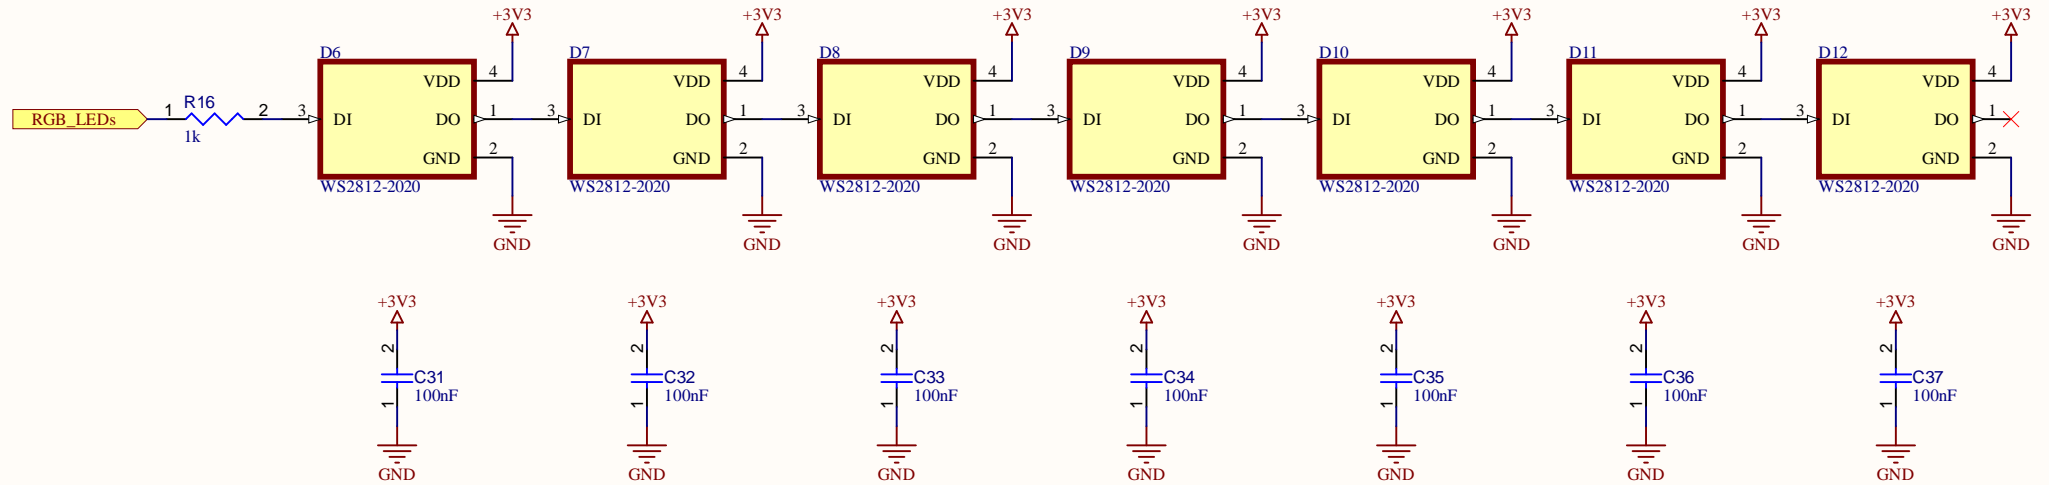 +3V3 +3V3 +3V3 +3V3 +3V3 +3V3 +3V3
D6 D7 D8 D9 D10 D11 D12
VDD 4 VDD 4 VDD 4 VDD 4 VDD 4 VDD 4 VDD 4
RGB_LEDs 1 R16 2 3 DI DO 1 3 DI DO 1 3 DI DO 1 3 DI DO 1 3 DI DO 1 3 DI DO 1 3 DI DO 1
1k
GND 2 GND 2 GND 2 GND 2 GND 2 GND 2 GND 2
WS2812-2020 WS2812-2020 WS2812-2020 WS2812-2020 WS2812-2020 WS2812-2020 WS2812-2020
GND GND GND GND GND GND GND
+3V3 +3V3 +3V3 +3V3 +3V3 +3V3 +3V3
2 2 2 2 2 2 2
C31 C32 C33 C34 C35 C36 C37
100nF 100nF 100nF 100nF 100nF 100nF 100nF
1 1 1 1 1 1 1
GND GND GND GND GND GND GND